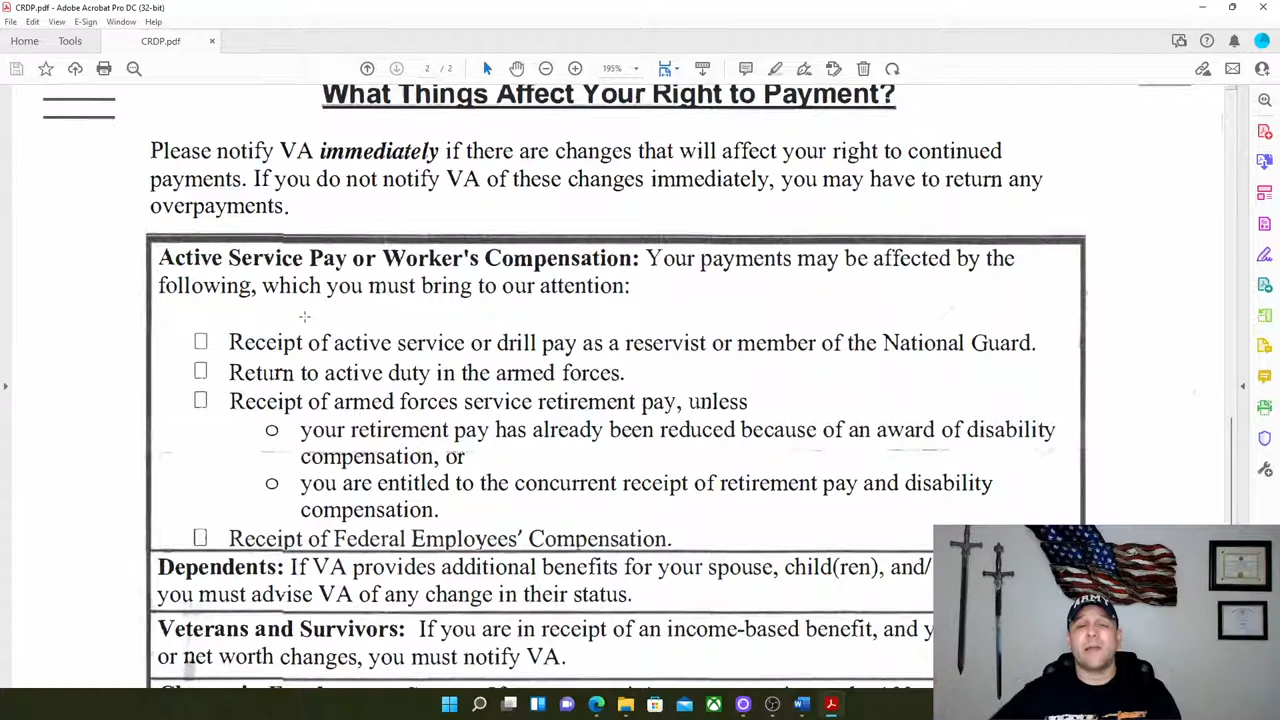 CRDP.pdf - Adobe Acrobat Pro DC (32-bit)
File Edit View E-Sign Window Help
Home Tools CRDP.pdf ×
2 / 2 195%
What Things Affect Your Right to Payment?
Please notify VA immediately if there are changes that will affect your right to continued
payments. If you do not notify VA of these changes immediately, you may have to return any
overpayments.
Active Service Pay or Worker's Compensation: Your payments may be affected by the
following, which you must bring to our attention:
Receipt of active service or drill pay as a reservist or member of the National Guard.
Return to active duty in the armed forces.
Receipt of armed forces service retirement pay, unless
o your retirement pay has already been reduced because of an award of disability
compensation, or
o you are entitled to the concurrent receipt of retirement pay and disability
compensation.
Receipt of Federal Employees' Compensation.
Dependents: If VA provides additional benefits for your spouse, child(ren), and/
you must advise VA of any change in their status.
Veterans and Survivors: If you are in receipt of an income-based benefit, and y
or net worth changes, you must notify VA.
ARMY